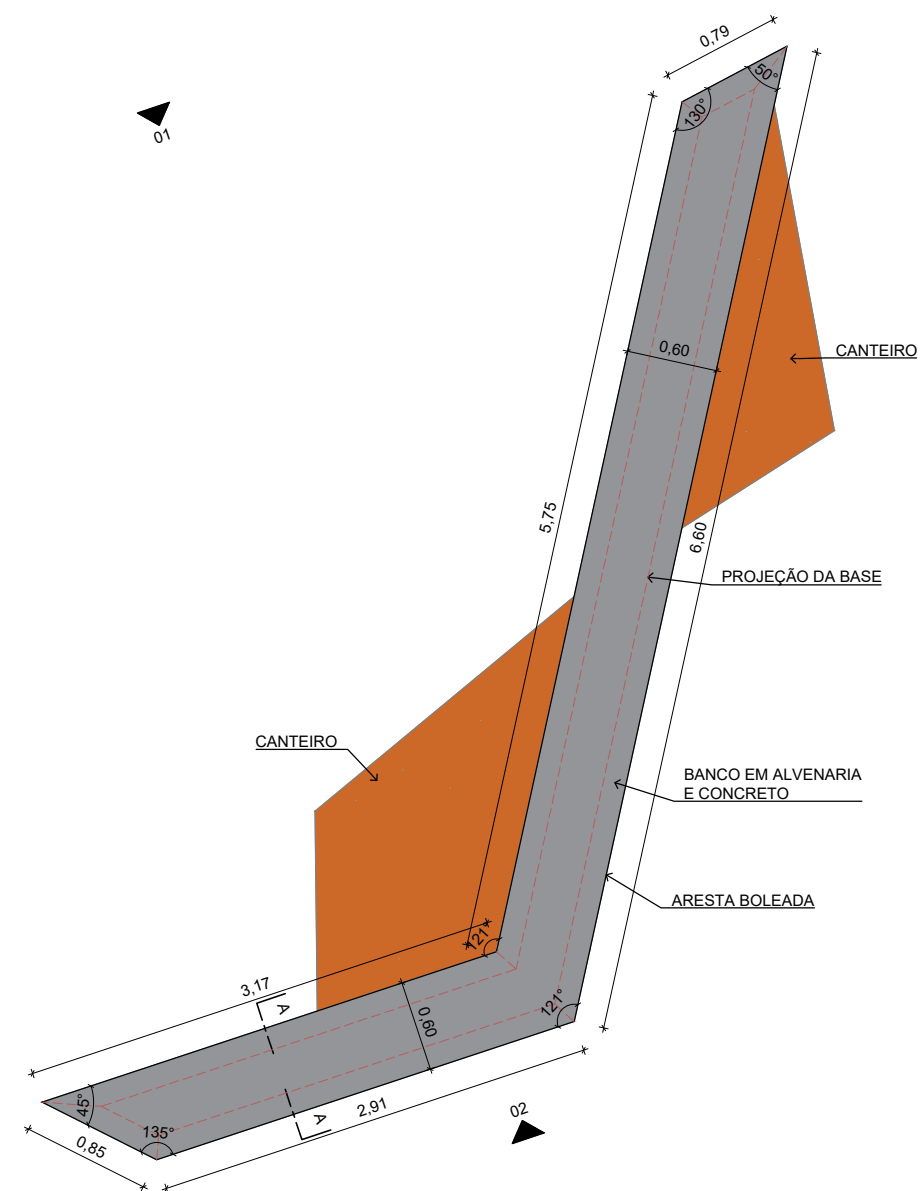 0,79
50°
130°
01
0,60
CANTEIRO
5,75
6,60
PROJEÇÃO DA BASE
CANTEIRO
BANCO EM ALVENARIA
E CONCRETO
ARESTA BOLEADA
121°
3,17
A
0,60
121°
45°
135°
0,85
A
2,91
02